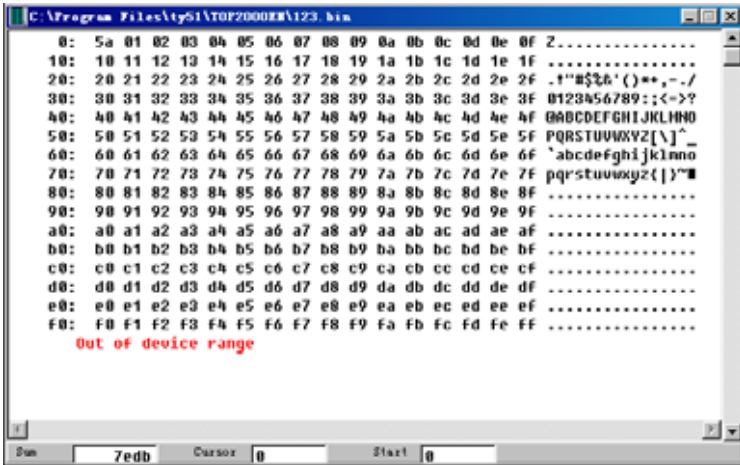 C:\Program Files\ty51\TOP2000EN\123.bin
0: 5a 01 02 03 04 05 06 07 08 09 0a 0b 0c 0d 0e 0f Z...............
10: 10 11 12 13 14 15 16 17 18 19 1a 1b 1c 1d 1e 1f ................
20: 20 21 22 23 24 25 26 27 28 29 2a 2b 2c 2d 2e 2f .!"#$%&'()*+,-./
30: 30 31 32 33 34 35 36 37 38 39 3a 3b 3c 3d 3e 3f 0123456789:;<=>?
40: 40 41 42 43 44 45 46 47 48 49 4a 4b 4c 4d 4e 4f @ABCDEFGHIJKLMNO
50: 50 51 52 53 54 55 56 57 58 59 5a 5b 5c 5d 5e 5f PQRSTUVWXYZ[\]^_
60: 60 61 62 63 64 65 66 67 68 69 6a 6b 6c 6d 6e 6f `abcdefghijklmno
70: 70 71 72 73 74 75 76 77 78 79 7a 7b 7c 7d 7e 7f pqrstuvwxyz{|}~■
80: 80 81 82 83 84 85 86 87 88 89 8a 8b 8c 8d 8e 8f ................
90: 90 91 92 93 94 95 96 97 98 99 9a 9b 9c 9d 9e 9f ................
a0: a0 a1 a2 a3 a4 a5 a6 a7 a8 a9 aa ab ac ad ae af ................
b0: b0 b1 b2 b3 b4 b5 b6 b7 b8 b9 ba bb bc bd be bf ................
c0: c0 c1 c2 c3 c4 c5 c6 c7 c8 c9 ca cb cc cd ce cf ................
d0: d0 d1 d2 d3 d4 d5 d6 d7 d8 d9 da db dc dd de df ................
e0: e0 e1 e2 e3 e4 e5 e6 e7 e8 e9 ea eb ec ed ee ef ................
f0: f0 f1 f2 f3 f4 f5 f6 f7 f8 f9 fa fb fc fd fe ff ................
Out of device range
Sum 7edb Cursor 0 Start 0